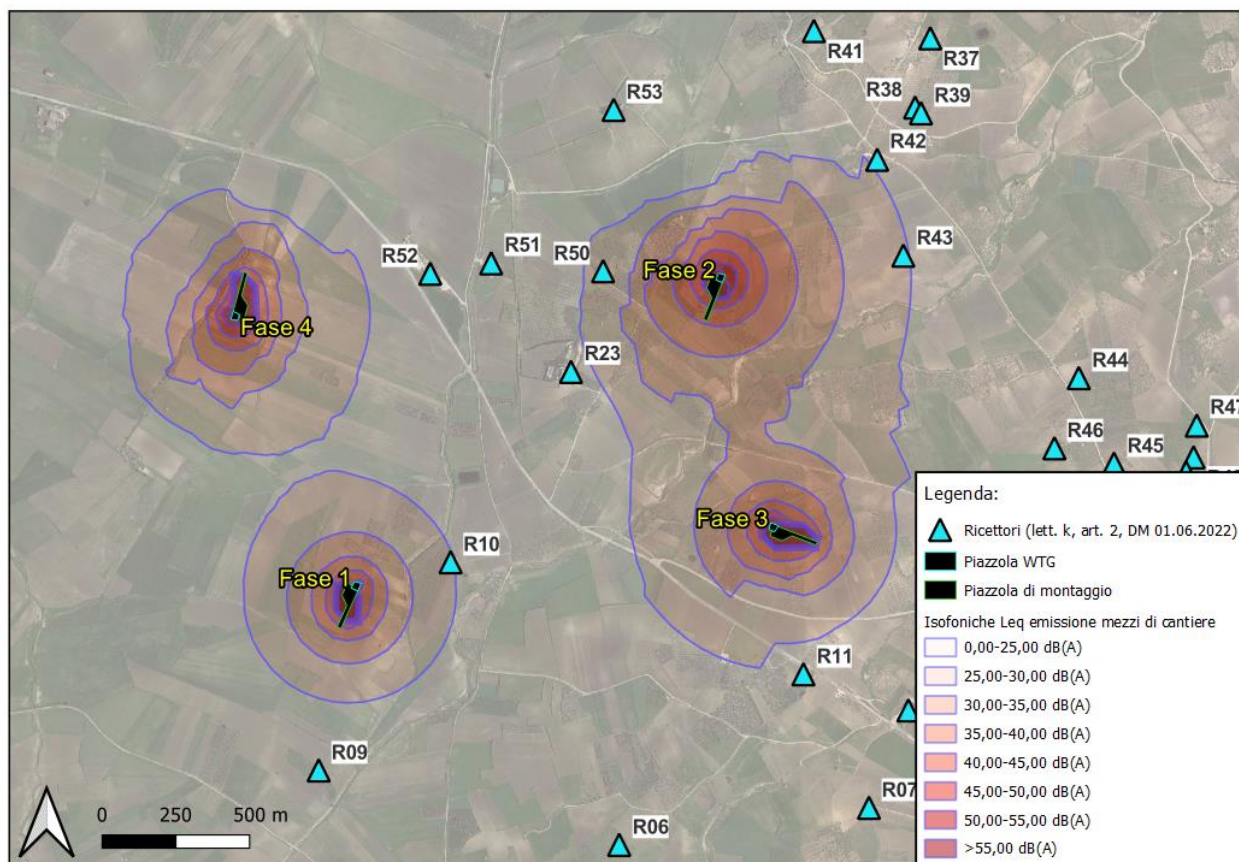 R41
R37
R53
R38
R39
R42
R43
R52
R51
R50
Fase 2
Fase 4
R23
R44
R47
R46
R45
Fase 3
R10
Fase 1
R11
R09
R07
R06
0 250 500 m
Legenda:
Ricettori (lett. k, art. 2, DM 01.06.2022)
Piazzola WTG
Piazzola di montaggio
Isofoniche Leq emissione mezzi di cantiere
0,00-25,00 dB(A)
25,00-30,00 dB(A)
30,00-35,00 dB(A)
35,00-40,00 dB(A)
40,00-45,00 dB(A)
45,00-50,00 dB(A)
50,00-55,00 dB(A)
>55,00 dB(A)